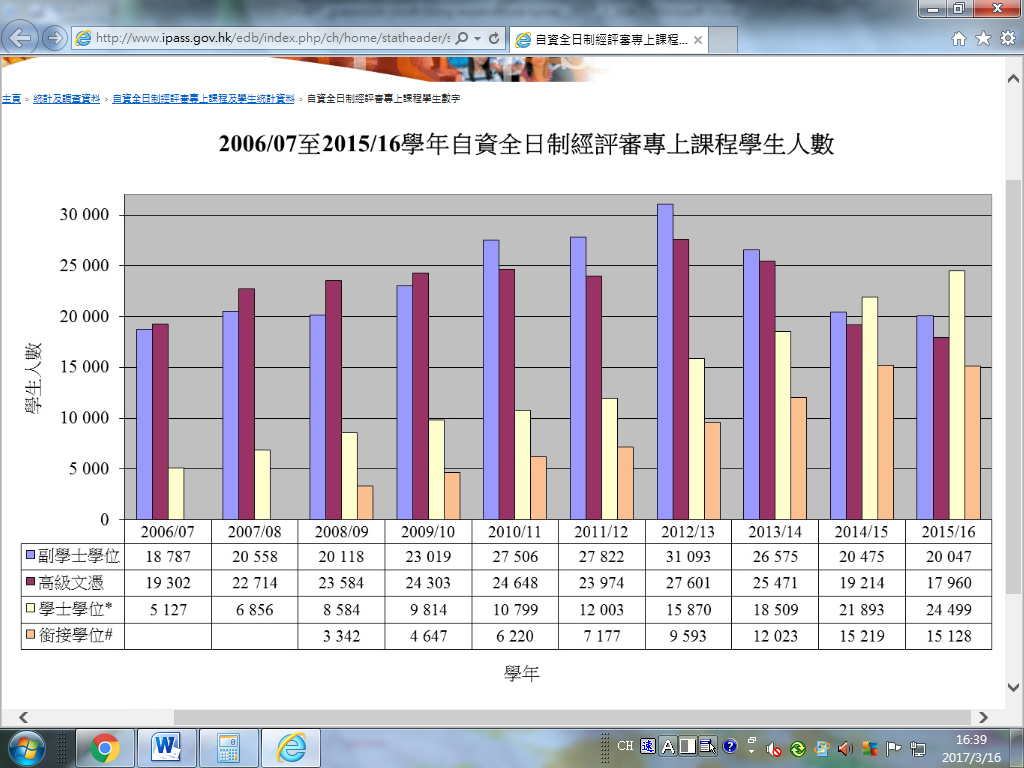 http://www.ipass.gov.hk/edb/index.php/ch/home/statheader/s
自資全日制經評審專上課程...
主頁 > 統計及調查資料 > 自資全日制經評審專上課程及學生統計資料 > 自資全日制經評審專上課程學生數字
2006/07至2015/16學年自資全日制經評審專上課程學生人數
30 000
25 000
20 000
15 000
10 000
5 000
0
學生人數
2006/07 2007/08 2008/09 2009/10 2010/11 2011/12 2012/13 2013/14 2014/15 2015/16
副學士學位 18 787 20 558 20 118 23 019 27 506 27 822 31 093 26 575 20 475 20 047
高級文憑 19 302 22 714 23 584 24 303 24 648 23 974 27 601 25 471 19 214 17 960
學士學位* 5 127 6 856 8 584 9 814 10 799 12 003 15 870 18 509 21 893 24 499
銜接學位# 3 342 4 647 6 220 7 177 9 593 12 023 15 219 15 128
學年
CH
16:39
2017/3/16